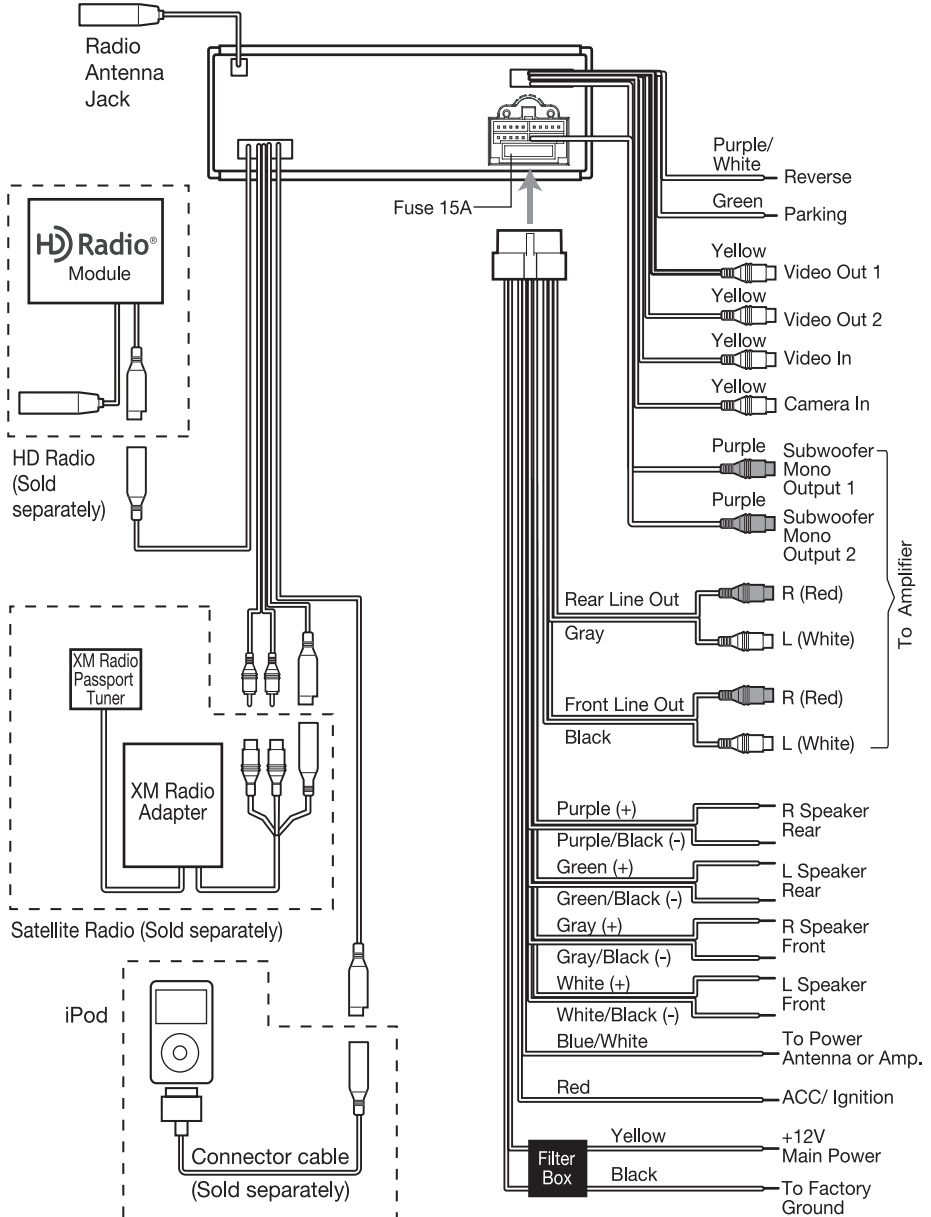 Radio
Antenna
Jack
Fuse 15A
HD Radio®
Module
HD Radio
(Sold
separately)
XM Radio
Passport
Tuner
XM Radio
Adapter
Satellite Radio (Sold separately)
iPod
Connector cable
(Sold separately)
Purple/
White
Reverse
Green
Parking
Yellow
Video Out 1
Yellow
Video Out 2
Yellow
Video In
Yellow
Camera In
Purple
Subwoofer
Mono
Output 1
Purple
Subwoofer
Mono
Output 2
To Amplifier
Rear Line Out
Gray
R (Red)
L (White)
Front Line Out
Black
R (Red)
L (White)
Purple (+)
Purple/Black (-)
R Speaker
Rear
Green (+)
Green/Black (-)
L Speaker
Rear
Gray (+)
Gray/Black (-)
R Speaker
Front
White (+)
White/Black (-)
L Speaker
Front
Blue/White
To Power
Antenna or Amp.
Red
ACC/ Ignition
Filter
Box
Yellow
+12V
Main Power
Black
To Factory
Ground